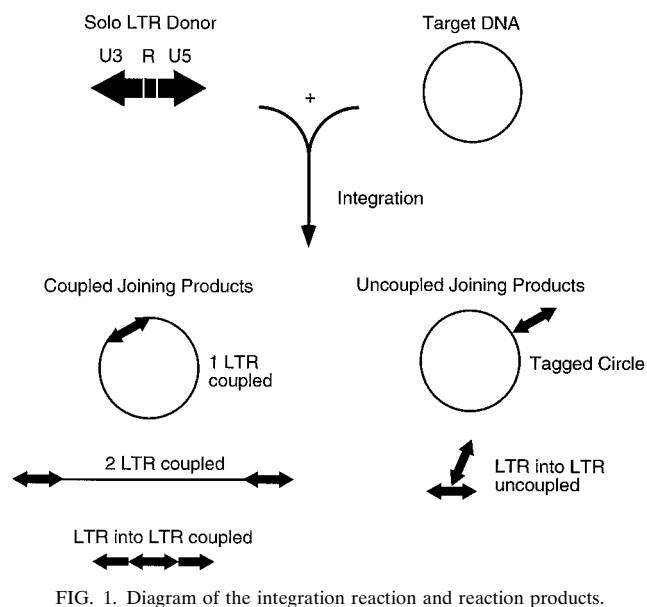 Solo LTR Donor
Target DNA
U3 R U5
+
Integration
Coupled Joining Products
Uncoupled Joining Products
1 LTR
coupled
Tagged Circle
2 LTR coupled
LTR into LTR
uncoupled
LTR into LTR coupled
FIG. 1. Diagram of the integration reaction and reaction products.